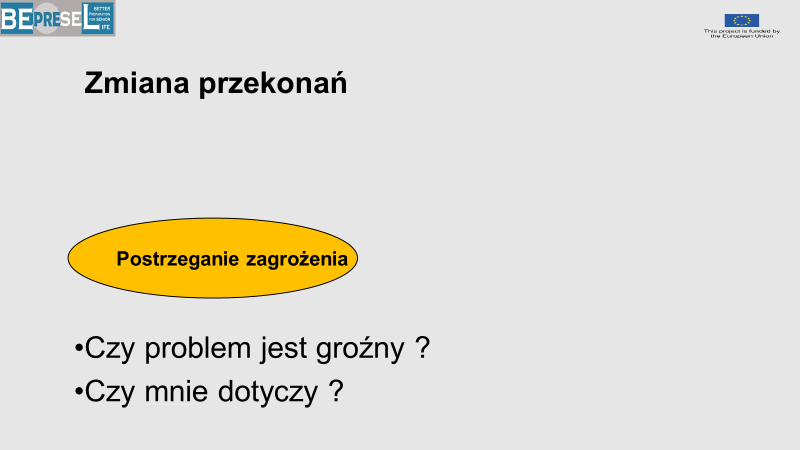 BEPRESEL
BETTER
PREPARATION
FOR SENIOR
LIFE
This project is funded by
the European Union
Zmiana przekonań
Postrzeganie zagrożenia
•Czy problem jest groźny ?
•Czy mnie dotyczy ?